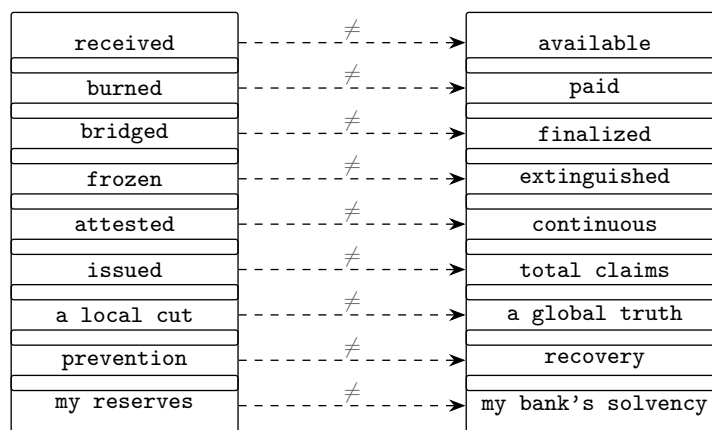 received ≠ available
burned ≠ paid
bridged ≠ finalized
frozen ≠ extinguished
attested ≠ continuous
issued ≠ total claims
a local cut ≠ a global truth
prevention ≠ recovery
my reserves ≠ my bank's solvency